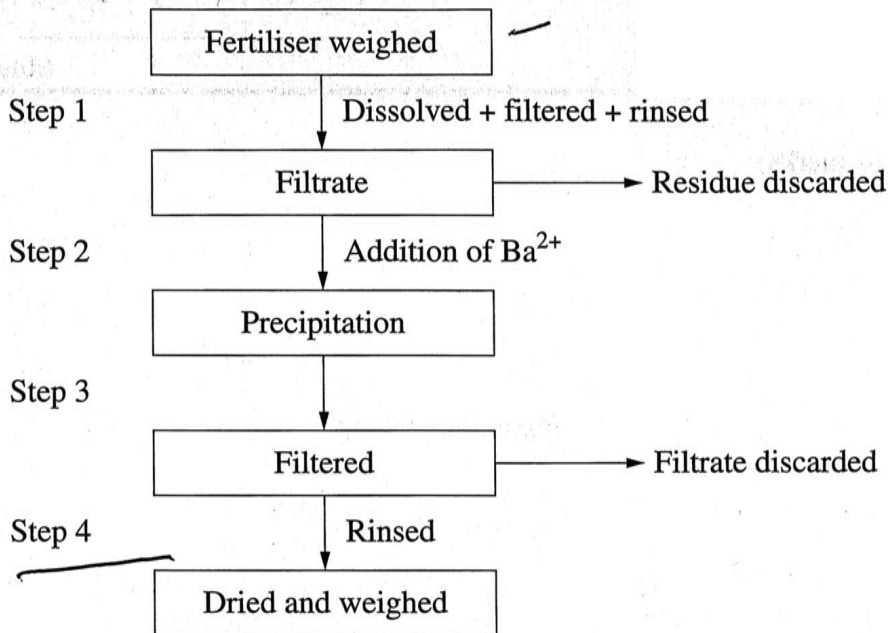 Fertiliser weighed
Step 1
Dissolved + filtered + rinsed
Filtrate
Residue discarded
Step 2
Addition of Ba²⁺
Precipitation
Step 3
Filtered
Filtrate discarded
Step 4
Rinsed
Dried and weighed